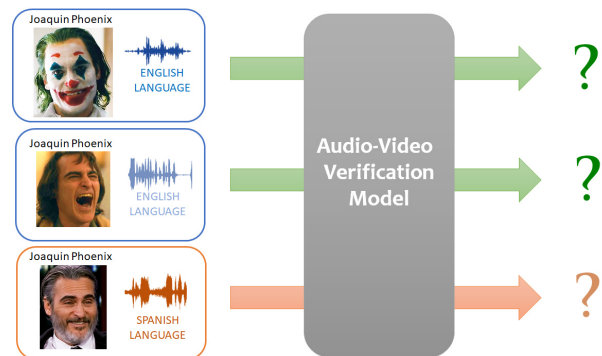 Joaquin Phoenix
ENGLISH
LANGUAGE
Joaquin Phoenix
ENGLISH
LANGUAGE
Joaquin Phoenix
SPANISH
LANGUAGE
Audio-Video
Verification
Model
?
?
?